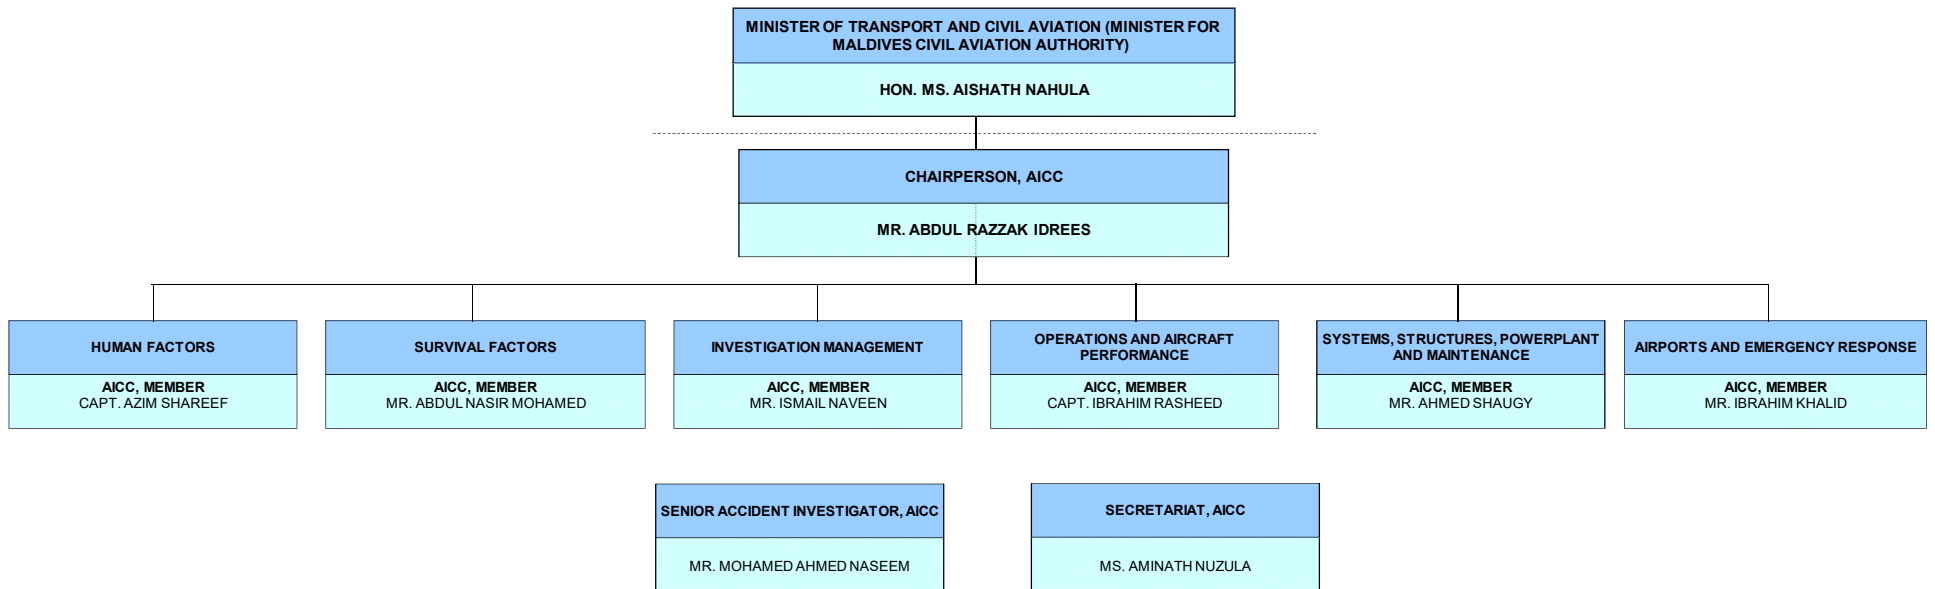 MINISTER OF TRANSPORT AND CIVIL AVIATION (MINISTER FOR
MALDIVES CIVIL AVIATION AUTHORITY)
HON. MS. AISHATH NAHULA
CHAIRPERSON, AICC
MR. ABDUL RAZZAK IDREES
HUMAN FACTORS
AICC, MEMBER
CAPT. AZIM SHAREEF
SURVIVAL FACTORS
AICC, MEMBER
MR. ABDUL NASIR MOHAMED
INVESTIGATION MANAGEMENT
AICC, MEMBER
MR. ISMAIL NAVEEN
OPERATIONS AND AIRCRAFT
PERFORMANCE
AICC, MEMBER
CAPT. IBRAHIM RASHEED
SYSTEMS, STRUCTURES, POWERPLANT
AND MAINTENANCE
AICC, MEMBER
MR. AHMED SHAUGY
AIRPORTS AND EMERGENCY RESPONSE
AICC, MEMBER
MR. IBRAHIM KHALID
SENIOR ACCIDENT INVESTIGATOR, AICC
MR. MOHAMED AHMED NASEEM
SECRETARIAT, AICC
MS. AMINATH NUZULA